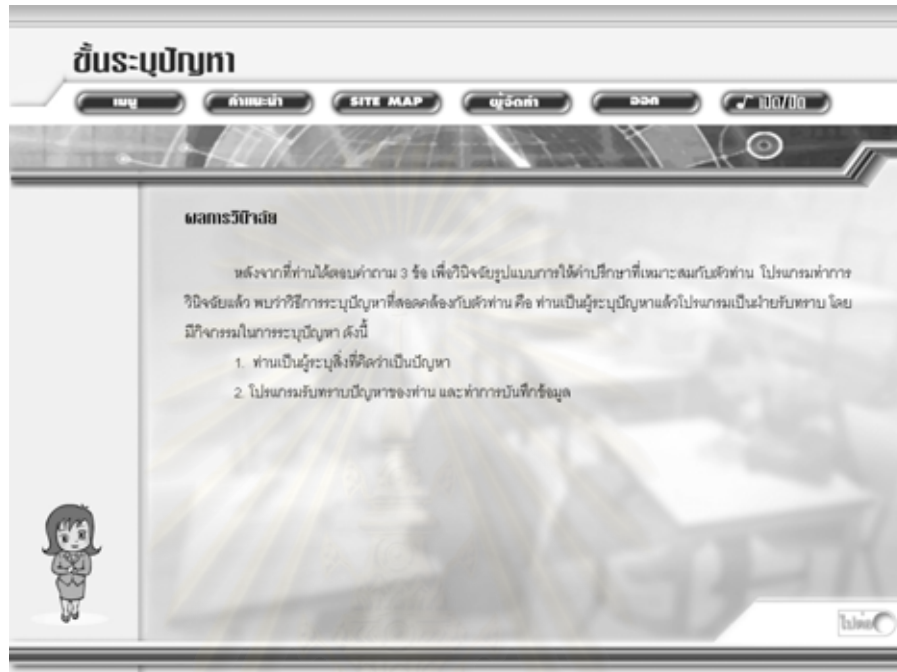 ขั้นระบุปัญหา
เมนู คำแนะนำ SITE MAP ผู้จัดทำ ออก เปิด/ปิด
ผลการวินิจฉัย
หลังจากที่ท่านได้ตอบคำถาม 3 ข้อ เพื่อวินิจฉัยรูปแบบการให้คำปรึกษาที่เหมาะสมกับตัวท่าน โปรแกรมทำการ
วินิจฉัยแล้ว พบว่าวิธีการระบุปัญหาที่สอดคล้องกับตัวท่าน คือ ท่านเป็นผู้ระบุปัญหาแล้วโปรแกรมเป็นฝ่ายรับทราบ โดย
มีกิจกรรมในการระบุปัญหา ดังนี้
1. ท่านเป็นผู้ระบุสิ่งที่คิดว่าเป็นปัญหา
2. โปรแกรมรับทราบปัญหาของท่าน และทำการบันทึกข้อมูล
ไปต่อ